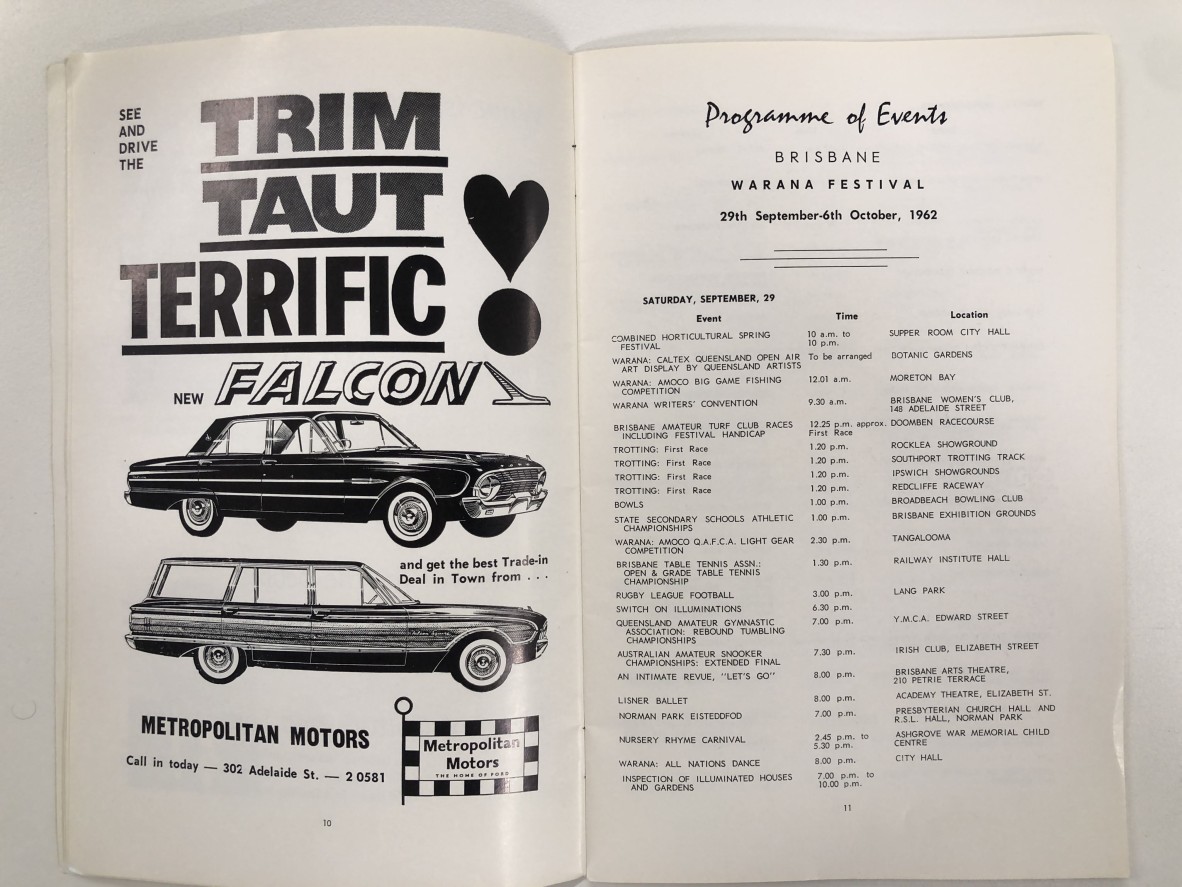 SEE
AND
DRIVE
THE
TRIM
TAUT
TERRIFIC!
NEW FALCON
and get the best Trade-in
Deal in Town from . . .
METROPOLITAN MOTORS
Call in today — 302 Adelaide St. — 2 0581
Metropolitan
Motors
THE HOME OF FORD
10
Programme of Events
BRISBANE
WARANA FESTIVAL
29th September-6th October, 1962
SATURDAY, SEPTEMBER, 29
Event Time Location
COMBINED HORTICULTURAL SPRING 10 a.m. to SUPPER ROOM CITY HALL
FESTIVAL 10 p.m.
WARANA: CALTEX QUEENSLAND OPEN AIR To be arranged BOTANIC GARDENS
ART DISPLAY BY QUEENSLAND ARTISTS
WARANA: AMOCO BIG GAME FISHING 12.01 a.m. MORETON BAY
COMPETITION
WARANA WRITERS' CONVENTION 9.30 a.m. BRISBANE WOMEN'S CLUB,
148 ADELAIDE STREET
BRISBANE AMATEUR TURF CLUB RACES 12.25 p.m. approx. DOOMBEN RACECOURSE
INCLUDING FESTIVAL HANDICAP First Race
TROTTING: First Race 1.20 p.m. ROCKLEA SHOWGROUND
TROTTING: First Race 1.20 p.m. SOUTHPORT TROTTING TRACK
TROTTING: First Race 1.20 p.m. IPSWICH SHOWGROUNDS
TROTTING: First Race 1.20 p.m. REDCLIFFE RACEWAY
BOWLS 1.00 p.m. BROADBEACH BOWLING CLUB
STATE SECONDARY SCHOOLS ATHLETIC 1.00 p.m. BRISBANE EXHIBITION GROUNDS
CHAMPIONSHIPS
WARANA: AMOCO Q.A.F.C.A. LIGHT GEAR 2.30 p.m. TANGALOOMA
COMPETITION
BRISBANE TABLE TENNIS ASSN.: 1.30 p.m. RAILWAY INSTITUTE HALL
OPEN & GRADE TABLE TENNIS
CHAMPIONSHIP
RUGBY LEAGUE FOOTBALL 3.00 p.m. LANG PARK
SWITCH ON ILLUMINATIONS 6.30 p.m.
QUEENSLAND AMATEUR GYMNASTIC 7.00 p.m. Y.M.C.A. EDWARD STREET
ASSOCIATION: REBOUND TUMBLING
CHAMPIONSHIPS
AUSTRALIAN AMATEUR SNOOKER 7.30 p.m. IRISH CLUB, ELIZABETH STREET
CHAMPIONSHIPS: EXTENDED FINAL
AN INTIMATE REVUE, "LET'S GO" 8.00 p.m. BRISBANE ARTS THEATRE,
210 PETRIE TERRACE
LISNER BALLET 8.00 p.m. ACADEMY THEATRE, ELIZABETH ST.
NORMAN PARK EISTEDDFOD 7.00 p.m. PRESBYTERIAN CHURCH HALL AND
R.S.L. HALL, NORMAN PARK
NURSERY RHYME CARNIVAL 2.45 p.m. to ASHGROVE WAR MEMORIAL CHILD
5.30 p.m. CENTRE
WARANA: ALL NATIONS DANCE 8.00 p.m. CITY HALL
INSPECTION OF ILLUMINATED HOUSES 7.00 p.m. to
AND GARDENS 10.00 p.m.
11